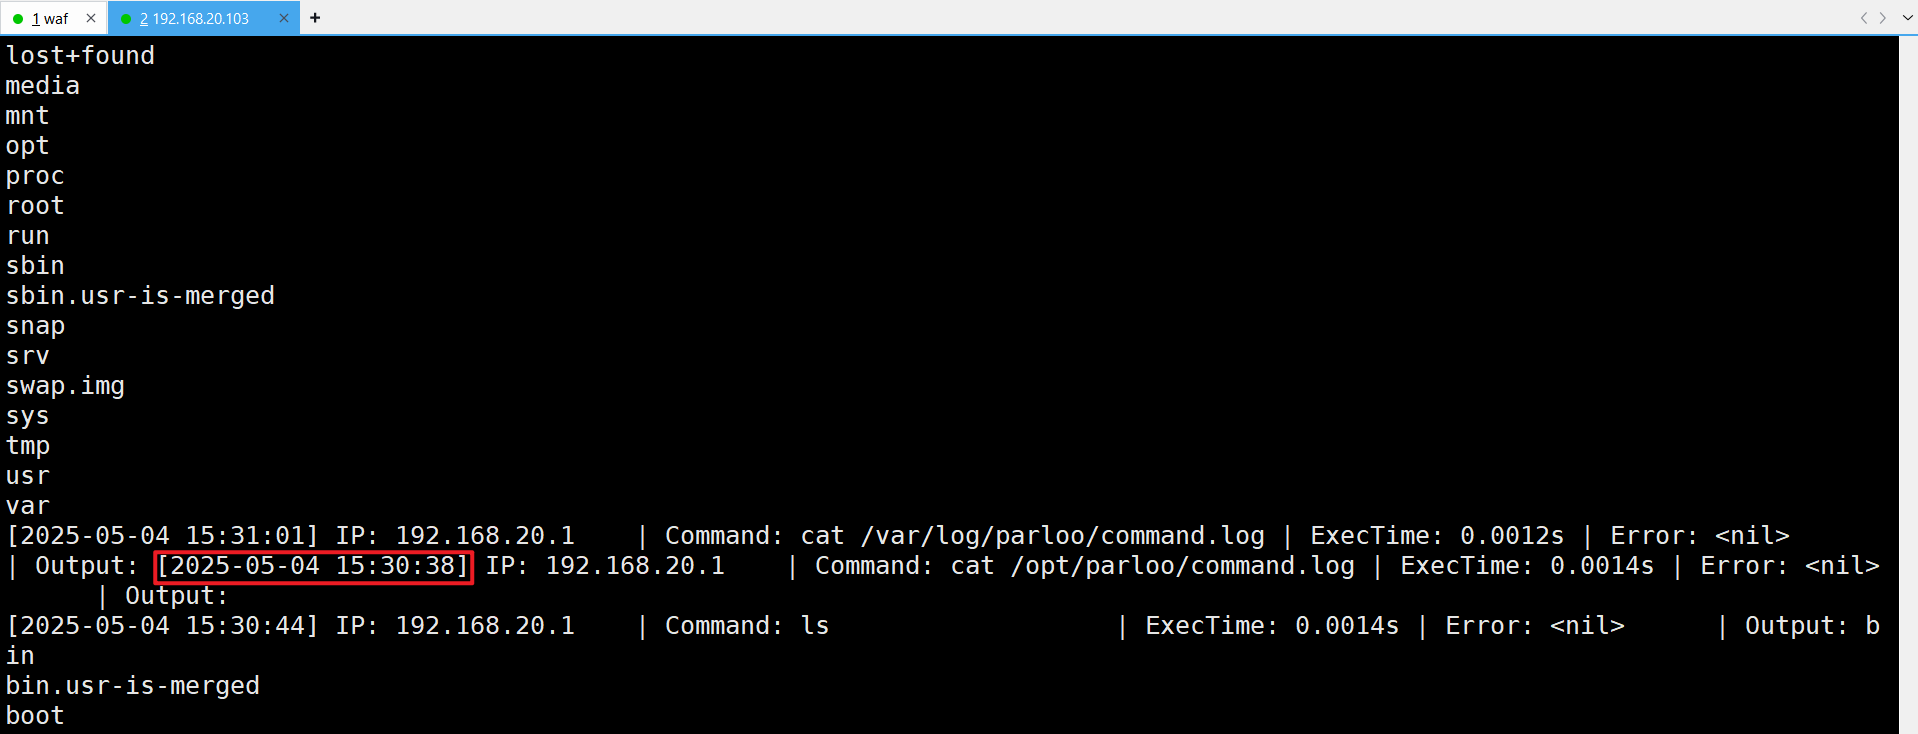 1 waf × 2 192.168.20.103 × +
lost+found
media
mnt
opt
proc
root
run
sbin
sbin.usr-is-merged
snap
srv
swap.img
sys
tmp
usr
var
[2025-05-04 15:31:01] IP: 192.168.20.1    | Command: cat /var/log/parloo/command.log | ExecTime: 0.0012s | Error: <nil>
| Output: [2025-05-04 15:30:38] IP: 192.168.20.1    | Command: cat /opt/parloo/command.log | ExecTime: 0.0014s | Error: <nil>
      | Output:
[2025-05-04 15:30:44] IP: 192.168.20.1    | Command: ls                   | ExecTime: 0.0014s | Error: <nil>      | Output: b
in
bin.usr-is-merged
boot